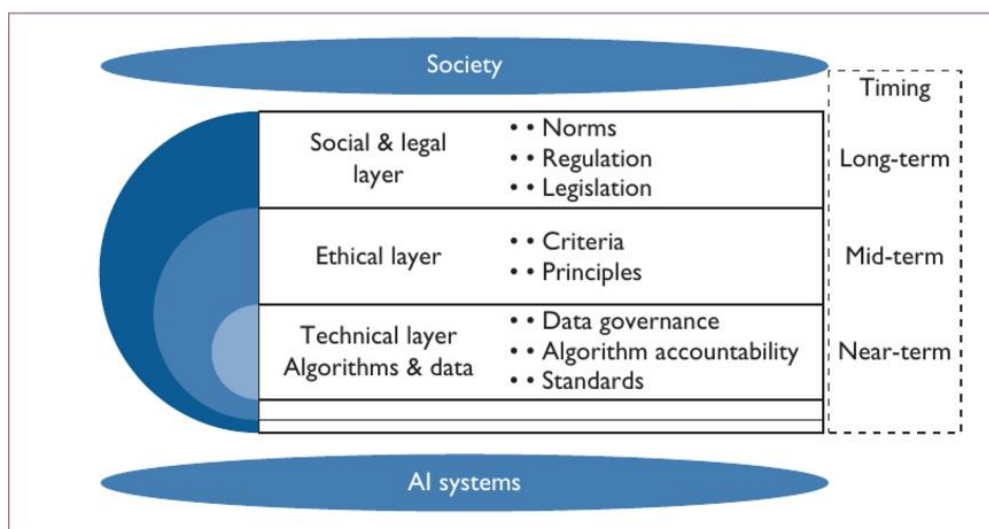 Society
Timing
Social & legal
layer
• • Norms
• • Regulation
• • Legislation
Long-term
Ethical layer
• • Criteria
• • Principles
Mid-term
Technical layer
Algorithms & data
• • Data governance
• • Algorithm accountability
• • Standards
Near-term
AI systems